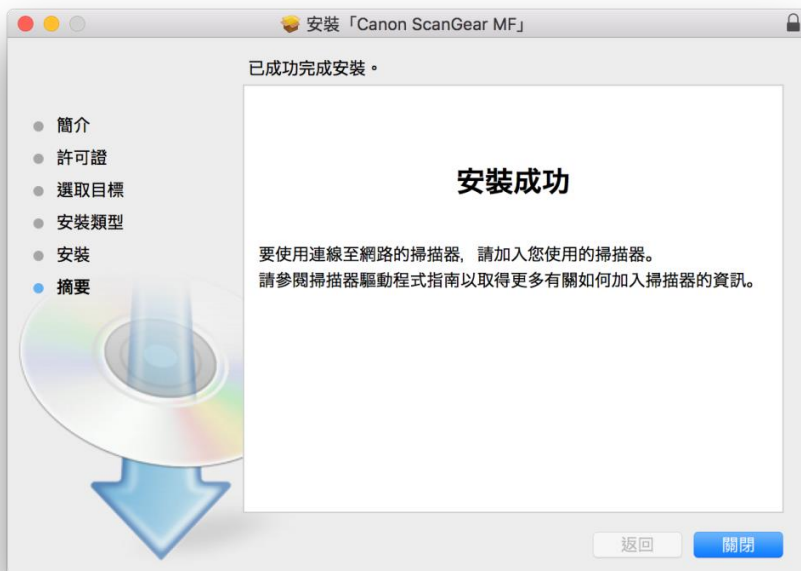 安裝「Canon ScanGear MF」
已成功完成安裝。
簡介
許可證
選取目標
安裝類型
安裝
摘要
安裝成功
要使用連線至網路的掃描器，請加入您使用的掃描器。
請參閱掃描器驅動程式指南以取得更多有關如何加入掃描器的資訊。
返回
關閉